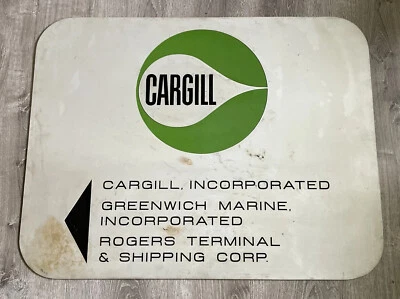 CARGILL
CARGILL, INCORPORATED
GREENWICH MARINE,
INCORPORATED
ROGERS TERMINAL
& SHIPPING CORP.